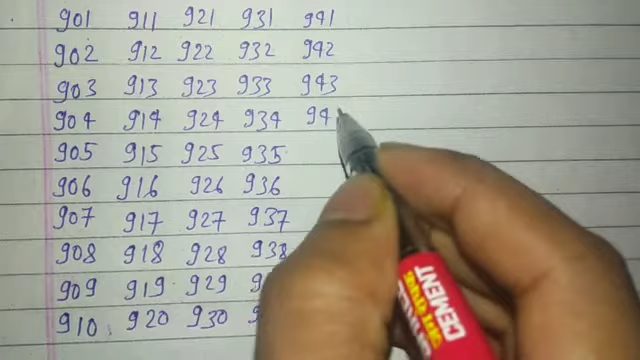 901 911 921 931 941
902 912 922 932 942
903 913 923 933 943
904 914 924 934 94
905 915 925 935
906 916 926 936
907 917 927 937
908 918 928 938
909 919 929
910 920 930
CEMENT